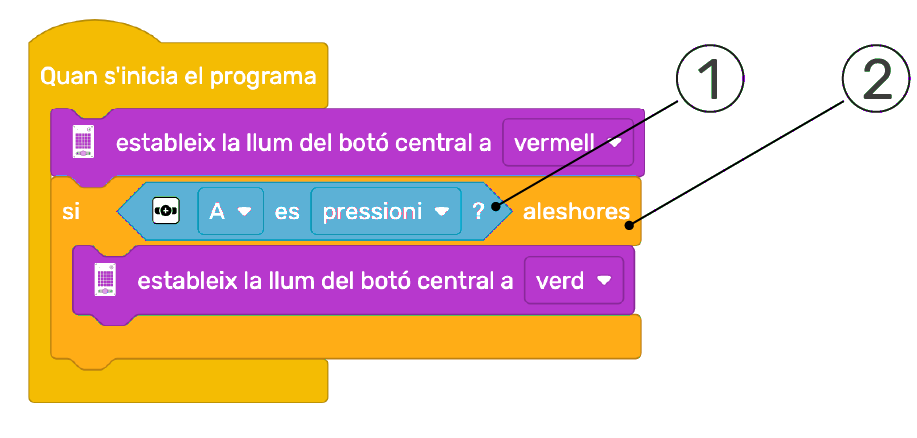 Quan s'inicia el programa
1
2
estableix la llum del botó central a vermell
si A es pressioni ? aleshores
estableix la llum del botó central a verd